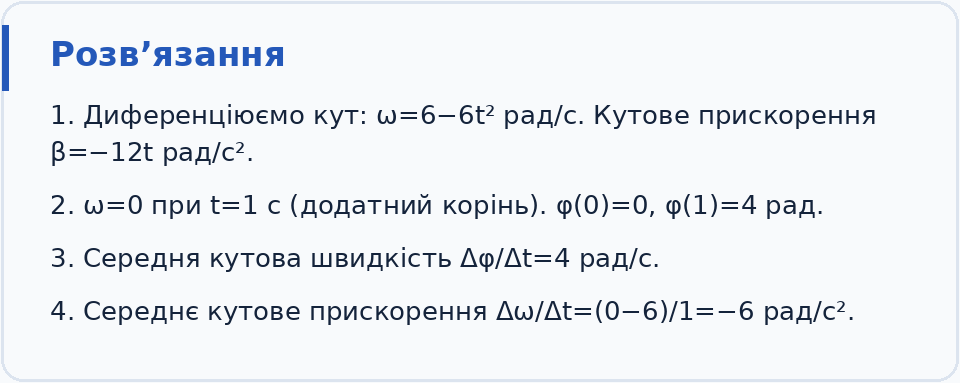 Розв’язання
1. Диференціюємо кут: ω=6−6t² рад/с. Кутове прискорення
β=−12t рад/с².
2. ω=0 при t=1 с (додатний корінь). φ(0)=0, φ(1)=4 рад.
3. Середня кутова швидкість Δφ/Δt=4 рад/с.
4. Середнє кутове прискорення Δω/Δt=(0−6)/1=−6 рад/с².